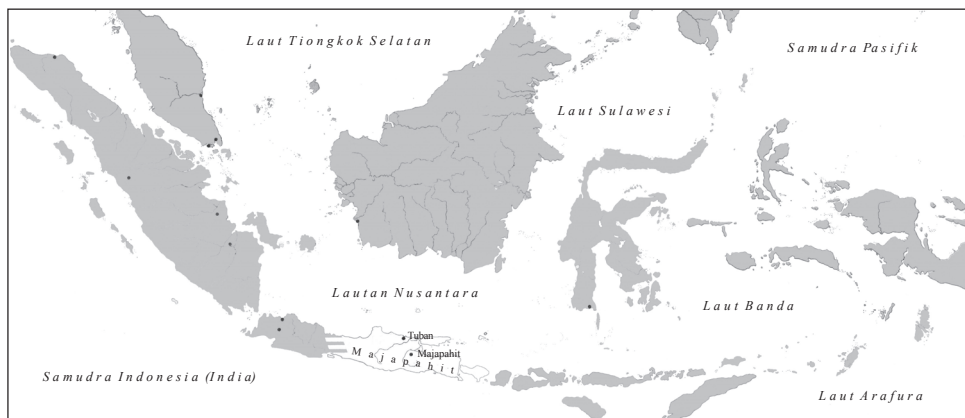 Laut Tiongkok Selatan
Samudra Pasifik
Laut Sulawesi
Lautan Nusantara
Laut Banda
Tuban
Majapahit
Majapahit
Samudra Indonesia (India)
Laut Arafura